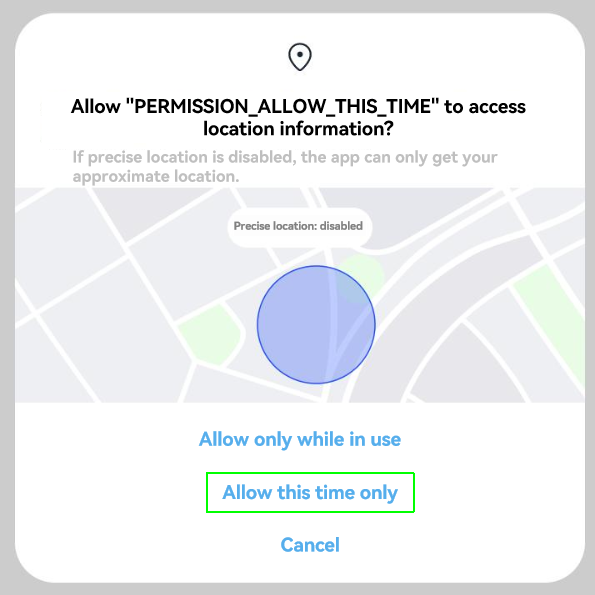 Allow "PERMISSION_ALLOW_THIS_TIME" to access
location information?
If precise location is disabled, the app can only get your
approximate location.
Precise location: disabled
Allow only while in use
Allow this time only
Cancel